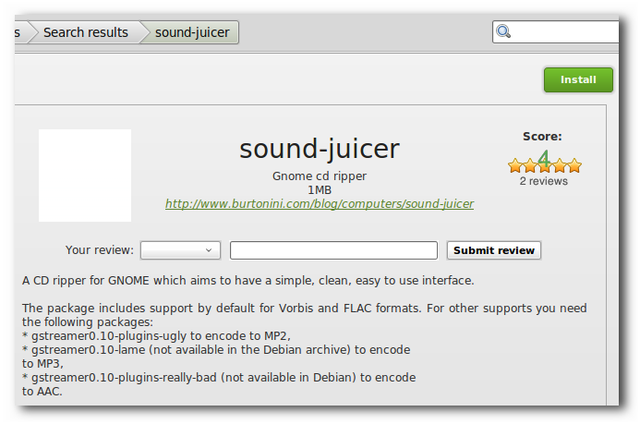 s
Search results
sound-juicer
Install
Score:
4
2 reviews
sound-juicer
Gnome cd ripper
1MB
http://www.burtonini.com/blog/computers/sound-juicer
Your review:
Submit review
A CD ripper for GNOME which aims to have a simple, clean, easy to use interface.
The package includes support by default for Vorbis and FLAC formats. For other supports you need
the following packages:
* gstreamer0.10-plugins-ugly to encode to MP2,
* gstreamer0.10-lame (not available in the Debian archive) to encode
to MP3,
* gstreamer0.10-plugins-really-bad (not available in Debian) to encode
to AAC.